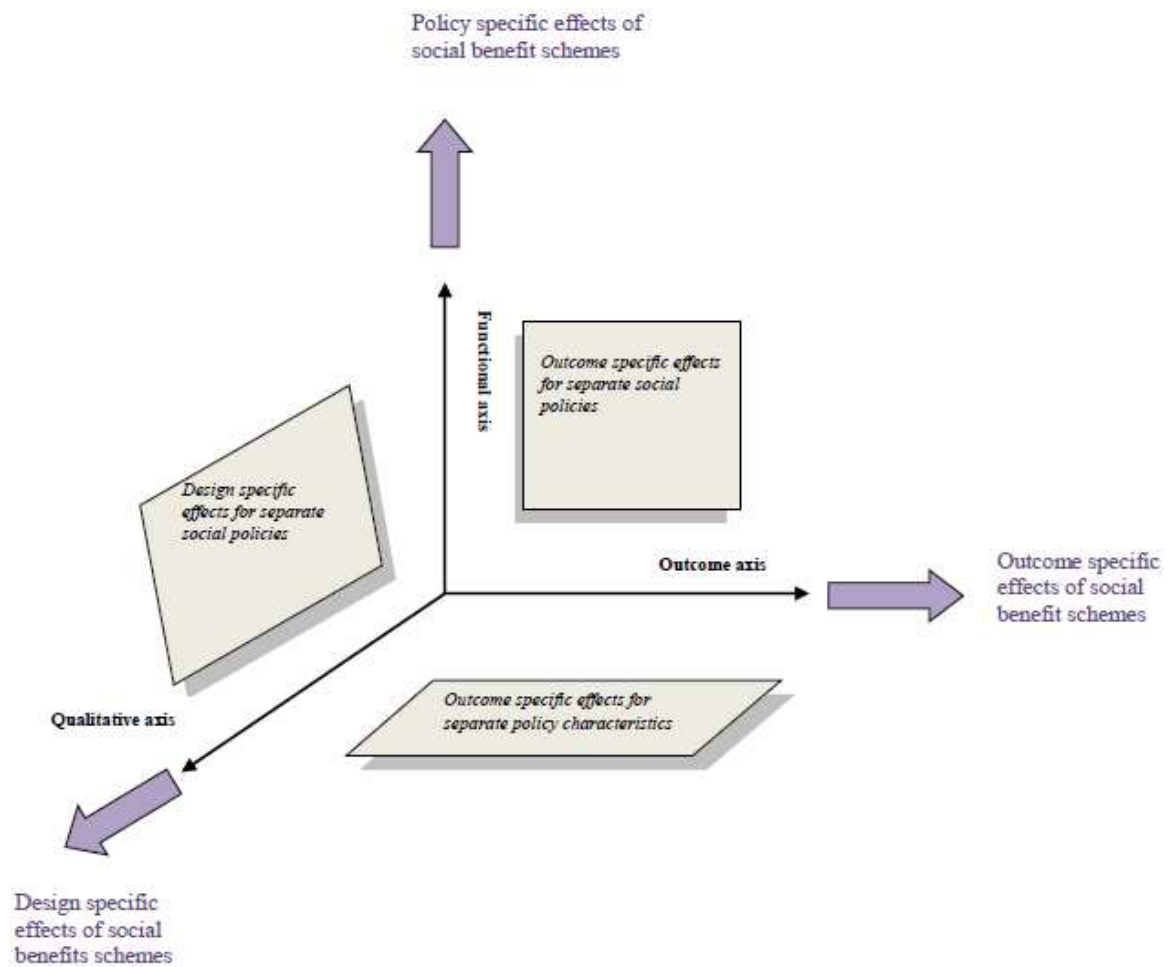 Policy specific effects of
social benefit schemes
Functional axis
Outcome specific effects
for separate social
policies
Design specific
effects for separate
social policies
Outcome axis
Outcome specific
effects of social
benefit schemes
Outcome specific effects for
separate policy characteristics
Qualitative axis
Design specific
effects of social
benefits schemes